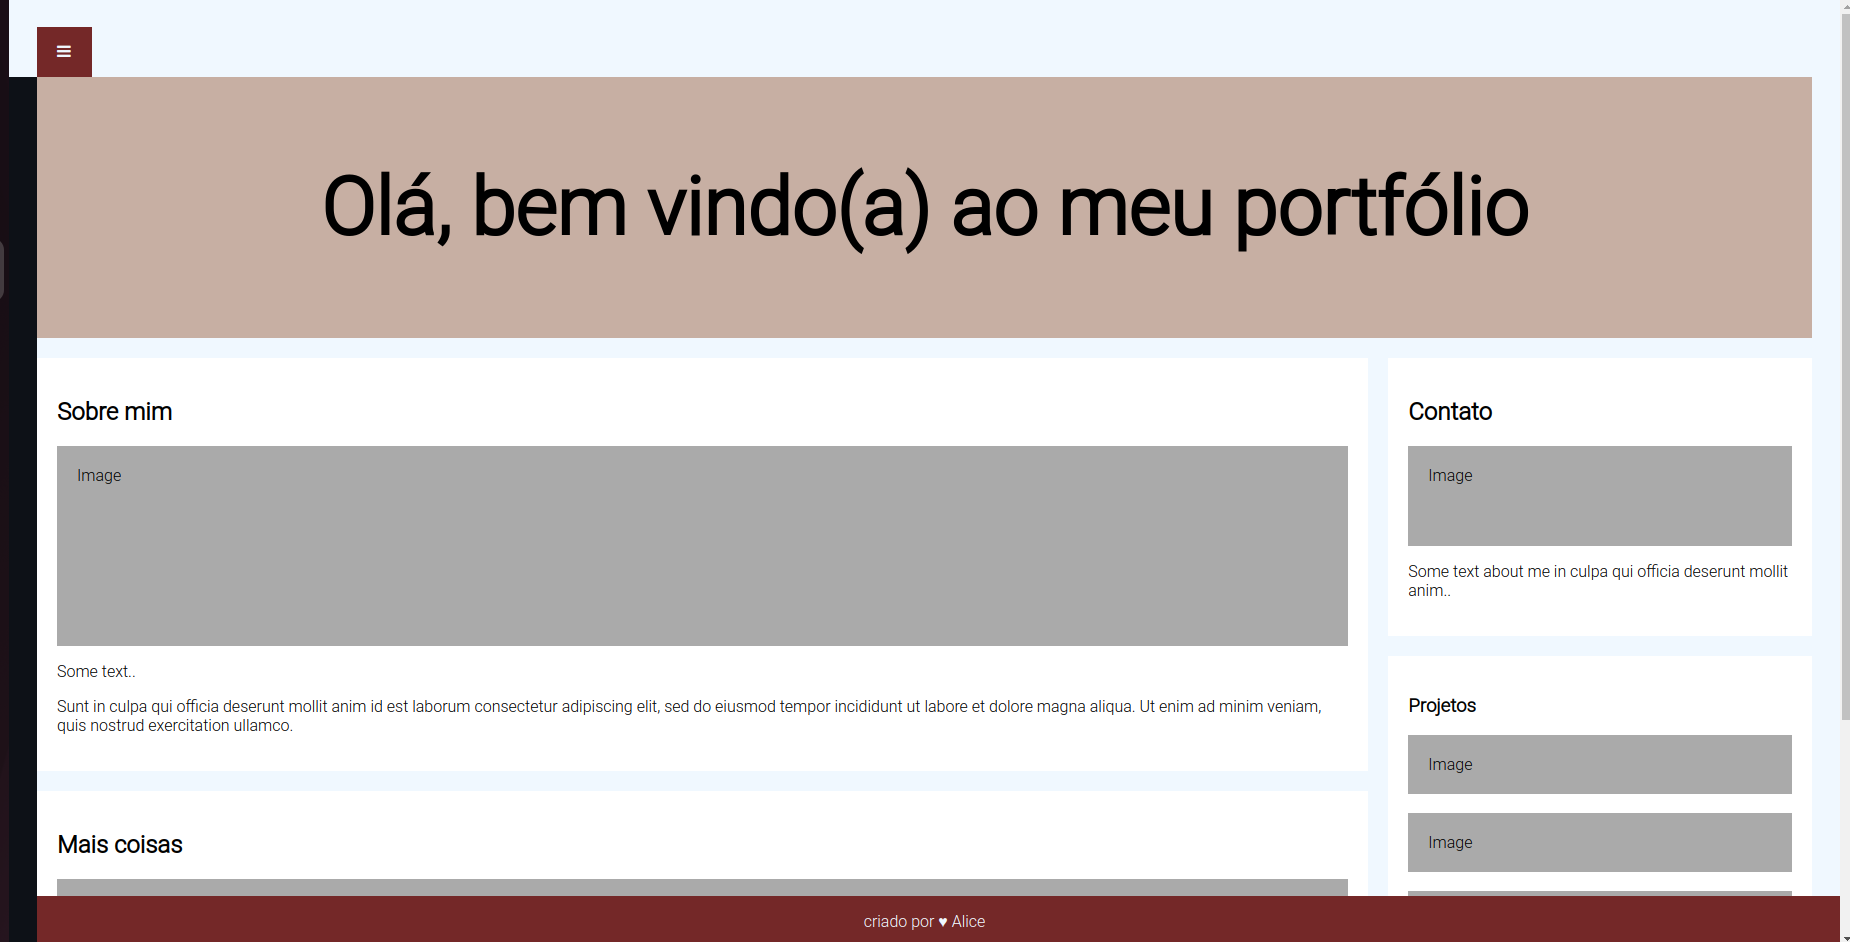 Olá, bem vindo(a) ao meu portfólio
Sobre mim
Image
Some text..
Sunt in culpa qui officia deserunt mollit anim id est laborum consectetur adipiscing elit, sed do eiusmod tempor incididunt ut labore et dolore magna aliqua. Ut enim ad minim veniam,
quis nostrud exercitation ullamco.
Mais coisas
Contato
Image
Some text about me in culpa qui officia deserunt mollit
anim..
Projetos
Image
Image
criado por ♥ Alice